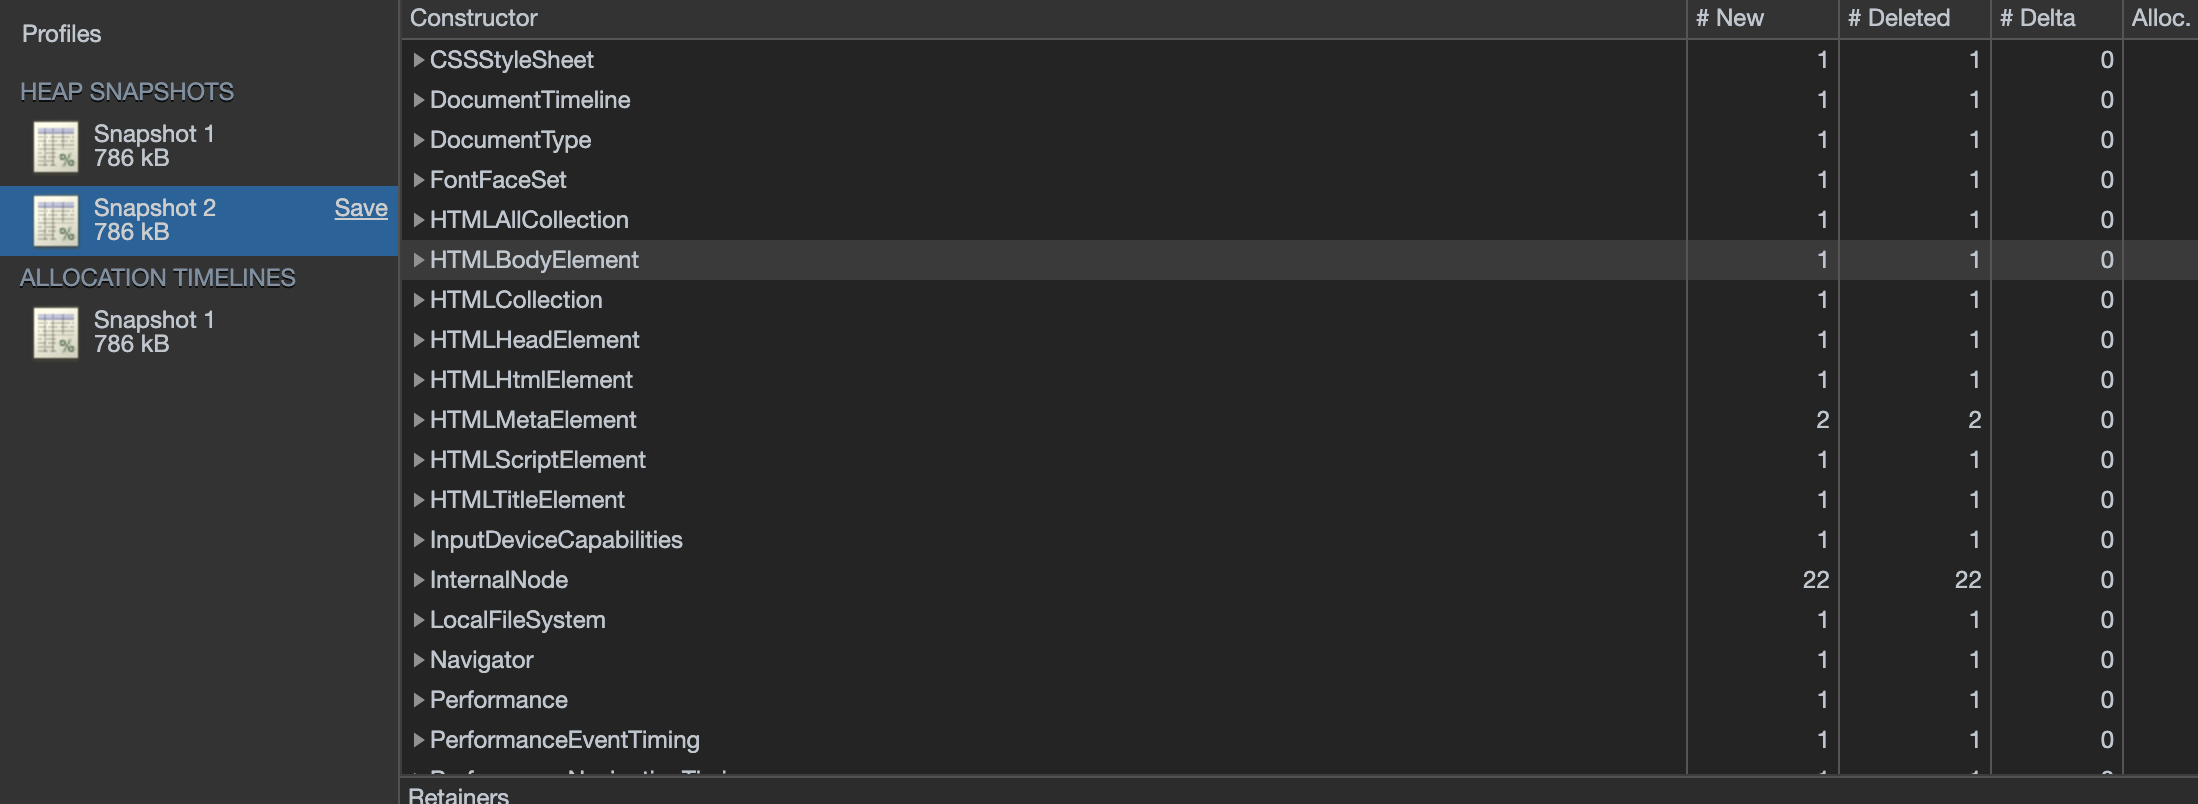 Profiles
HEAP SNAPSHOTS
Snapshot 1
786 kB
Snapshot 2 Save
786 kB
ALLOCATION TIMELINES
Snapshot 1
786 kB
Constructor # New # Deleted # Delta Alloc.
CSSStyleSheet 1 1 0
DocumentTimeline 1 1 0
DocumentType 1 1 0
FontFaceSet 1 1 0
HTMLAllCollection 1 1 0
HTMLBodyElement 1 1 0
HTMLCollection 1 1 0
HTMLHeadElement 1 1 0
HTMLHtmlElement 1 1 0
HTMLMetaElement 2 2 0
HTMLScriptElement 1 1 0
HTMLTitleElement 1 1 0
InputDeviceCapabilities 1 1 0
InternalNode 22 22 0
LocalFileSystem 1 1 0
Navigator 1 1 0
Performance 1 1 0
PerformanceEventTiming 1 1 0
Retainers